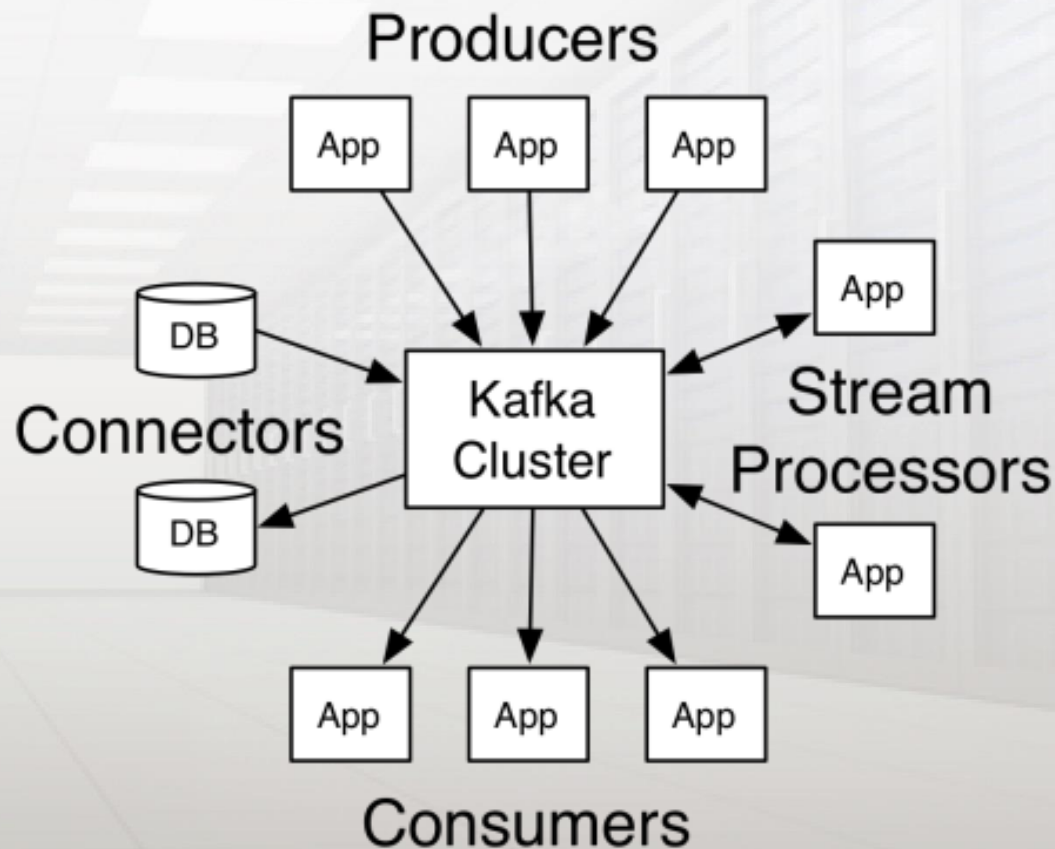 Producers
App
App
App
App
DB
Kafka
Cluster
Stream
Processors
Connectors
DB
App
App
App
App
Consumers